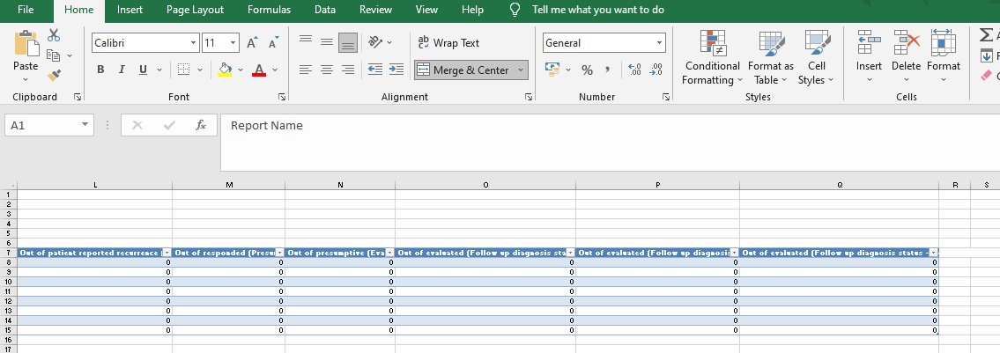 File Home Insert Page Layout Formulas Data Review View Help Tell me what you want to do
Calibri 11 A A ab Wrap Text General Σ
Paste B I U A Merge & Center % , Conditional Formatting Format as Table Cell Styles Insert Delete Format
Clipboard Font Alignment Number Styles Cells
A1 fx Report Name
L M N O P Q R S
1
2
3
4
5
6
7 Out of patient reported recurrence Out of responded (Presu Out of presumptive (Eva Out of evaluated (Follow up diagnosis sta Out of evaluated (Follow up diagnosis Out of evaluated (Follow up diagnosis status -
8 0 0 0 0 0 0
9 0 0 0 0 0 0
10 0 0 0 0 0 0
11 0 0 0 0 0 0
12 0 0 0 0 0 0
13 0 0 0 0 0 0
14 0 0 0 0 0 0
15 0 0 0 0 0 0
16
17